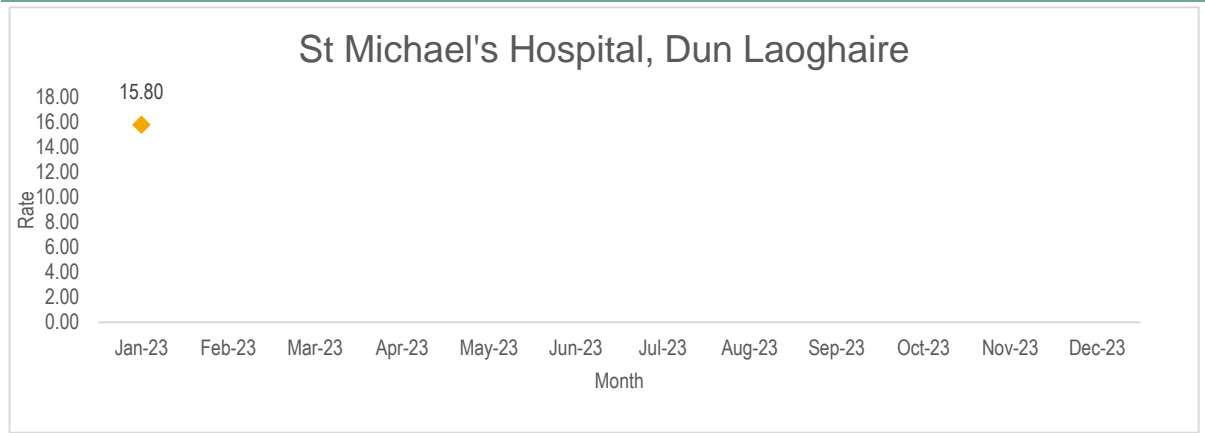 St Michael's Hospital, Dun Laoghaire
15.80
18.00
16.00
14.00
12.00
10.00
8.00
6.00
4.00
2.00
0.00
Rate
Jan-23 Feb-23 Mar-23 Apr-23 May-23 Jun-23 Jul-23 Aug-23 Sep-23 Oct-23 Nov-23 Dec-23
Month